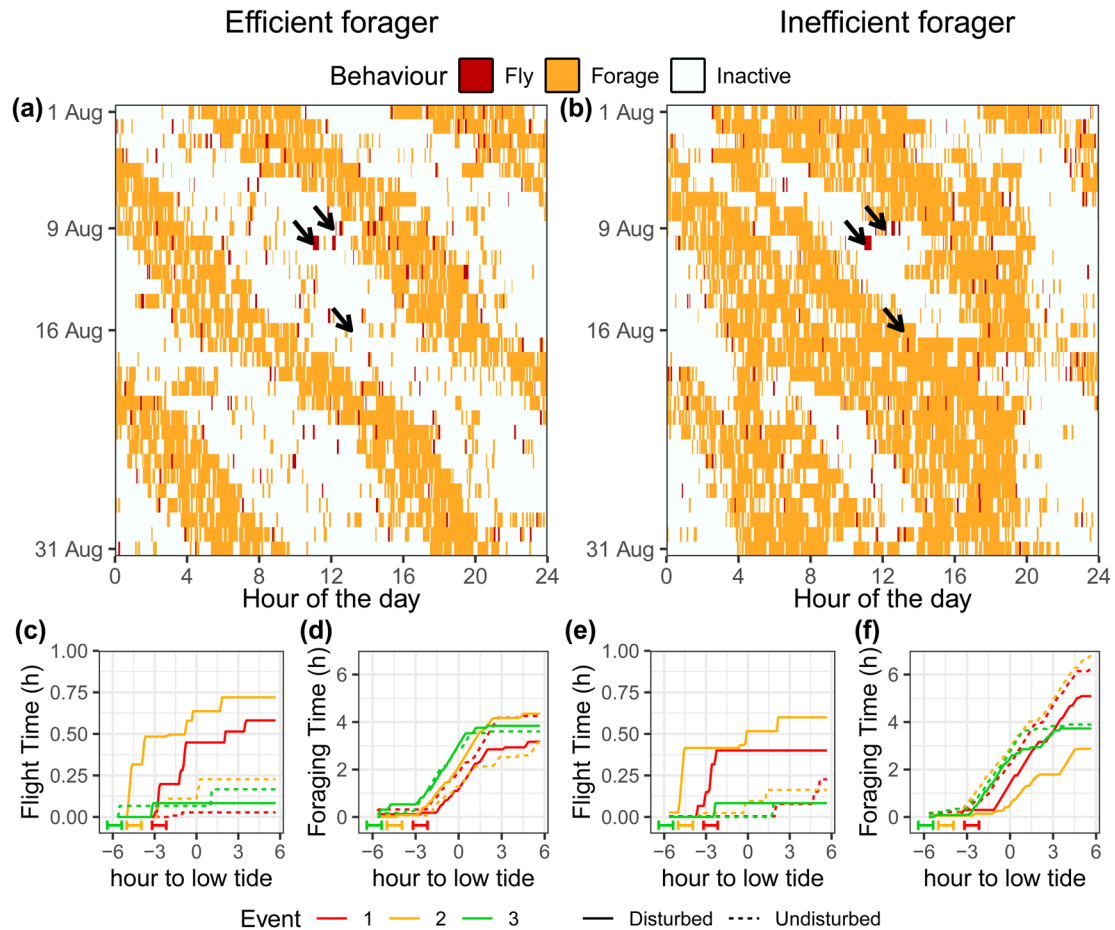 Efficient forager Inefficient forager
Behaviour Fly Forage Inactive
(a) (b)
1 Aug 1 Aug
9 Aug 9 Aug
16 Aug 16 Aug
31 Aug 31 Aug
0 4 8 12 16 20 24 0 4 8 12 16 20 24
Hour of the day Hour of the day
(c) (d) (e) (f)
Flight Time (h)
1.00
0.75
0.50
0.25
0.00
−6 −3 0 3 6
hour to low tide
Foraging Time (h)
6
4
2
0
−6 −3 0 3 6
hour to low tide
Flight Time (h)
1.00
0.75
0.50
0.25
0.00
−6 −3 0 3 6
hour to low tide
Foraging Time (h)
6
4
2
0
−6 −3 0 3 6
hour to low tide
Event 1 2 3 Disturbed Undisturbed